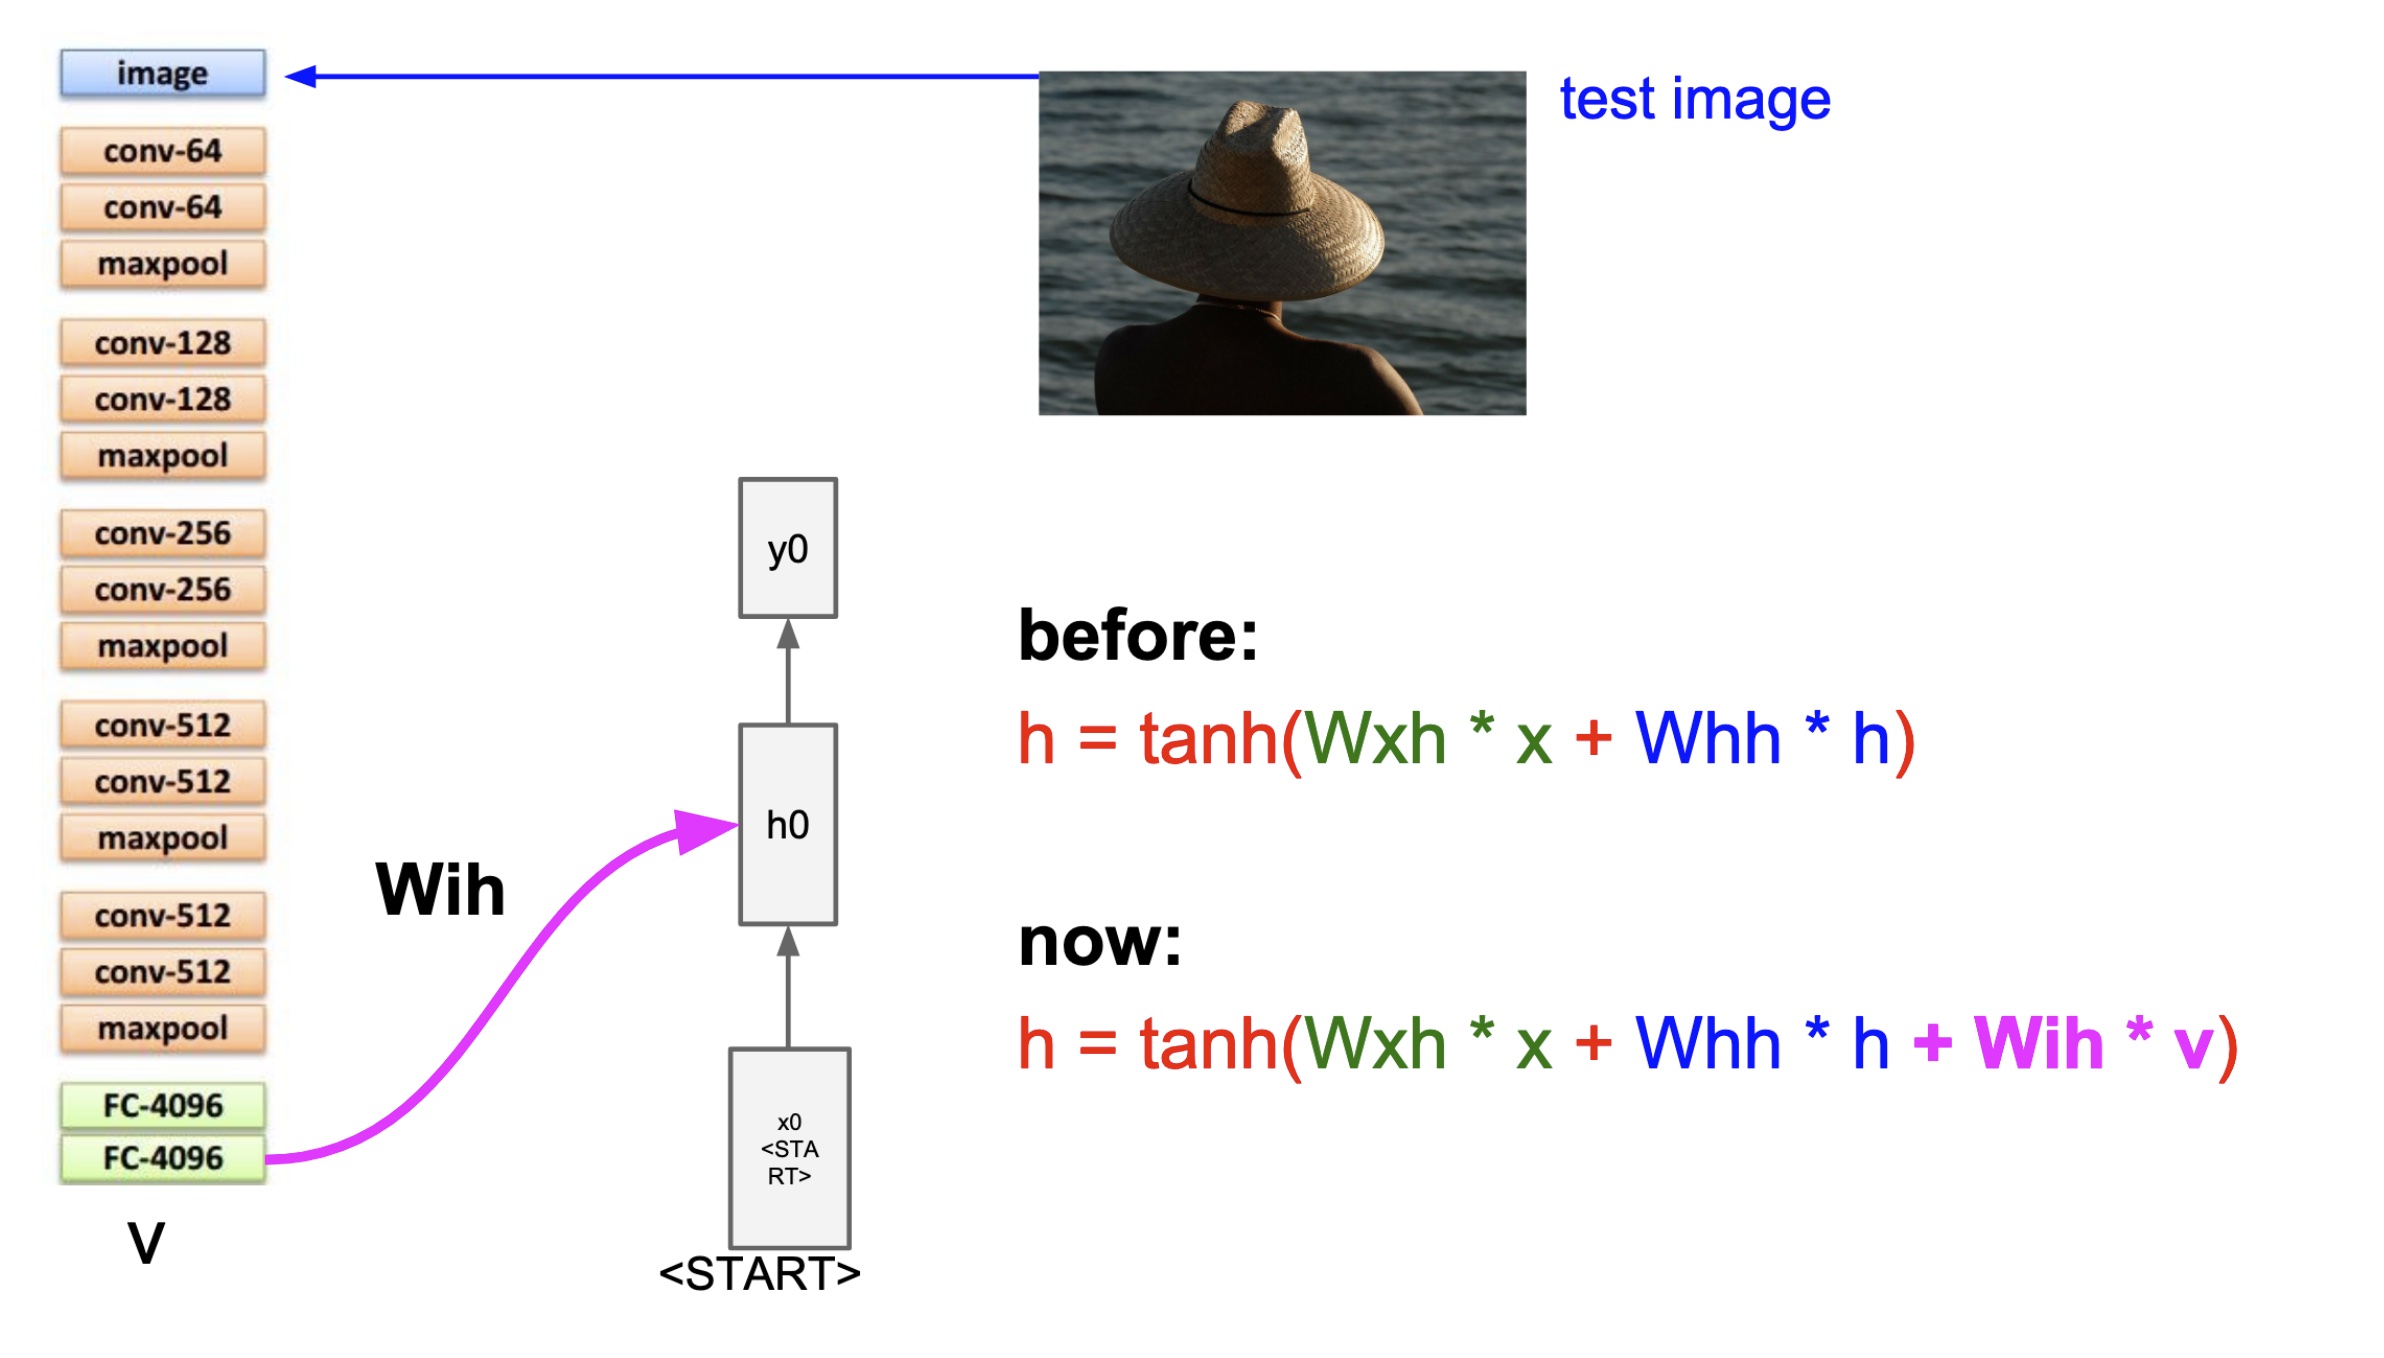 image
conv-64
conv-64
maxpool
conv-128
conv-128
maxpool
conv-256
conv-256
maxpool
conv-512
conv-512
maxpool
conv-512
conv-512
maxpool
FC-4096
FC-4096
v
Wih
y0
h0
x0
<STA
RT>
<START>
test image
before:
h = tanh(Wxh * x + Whh * h)
now:
h = tanh(Wxh * x + Whh * h + Wih * v)